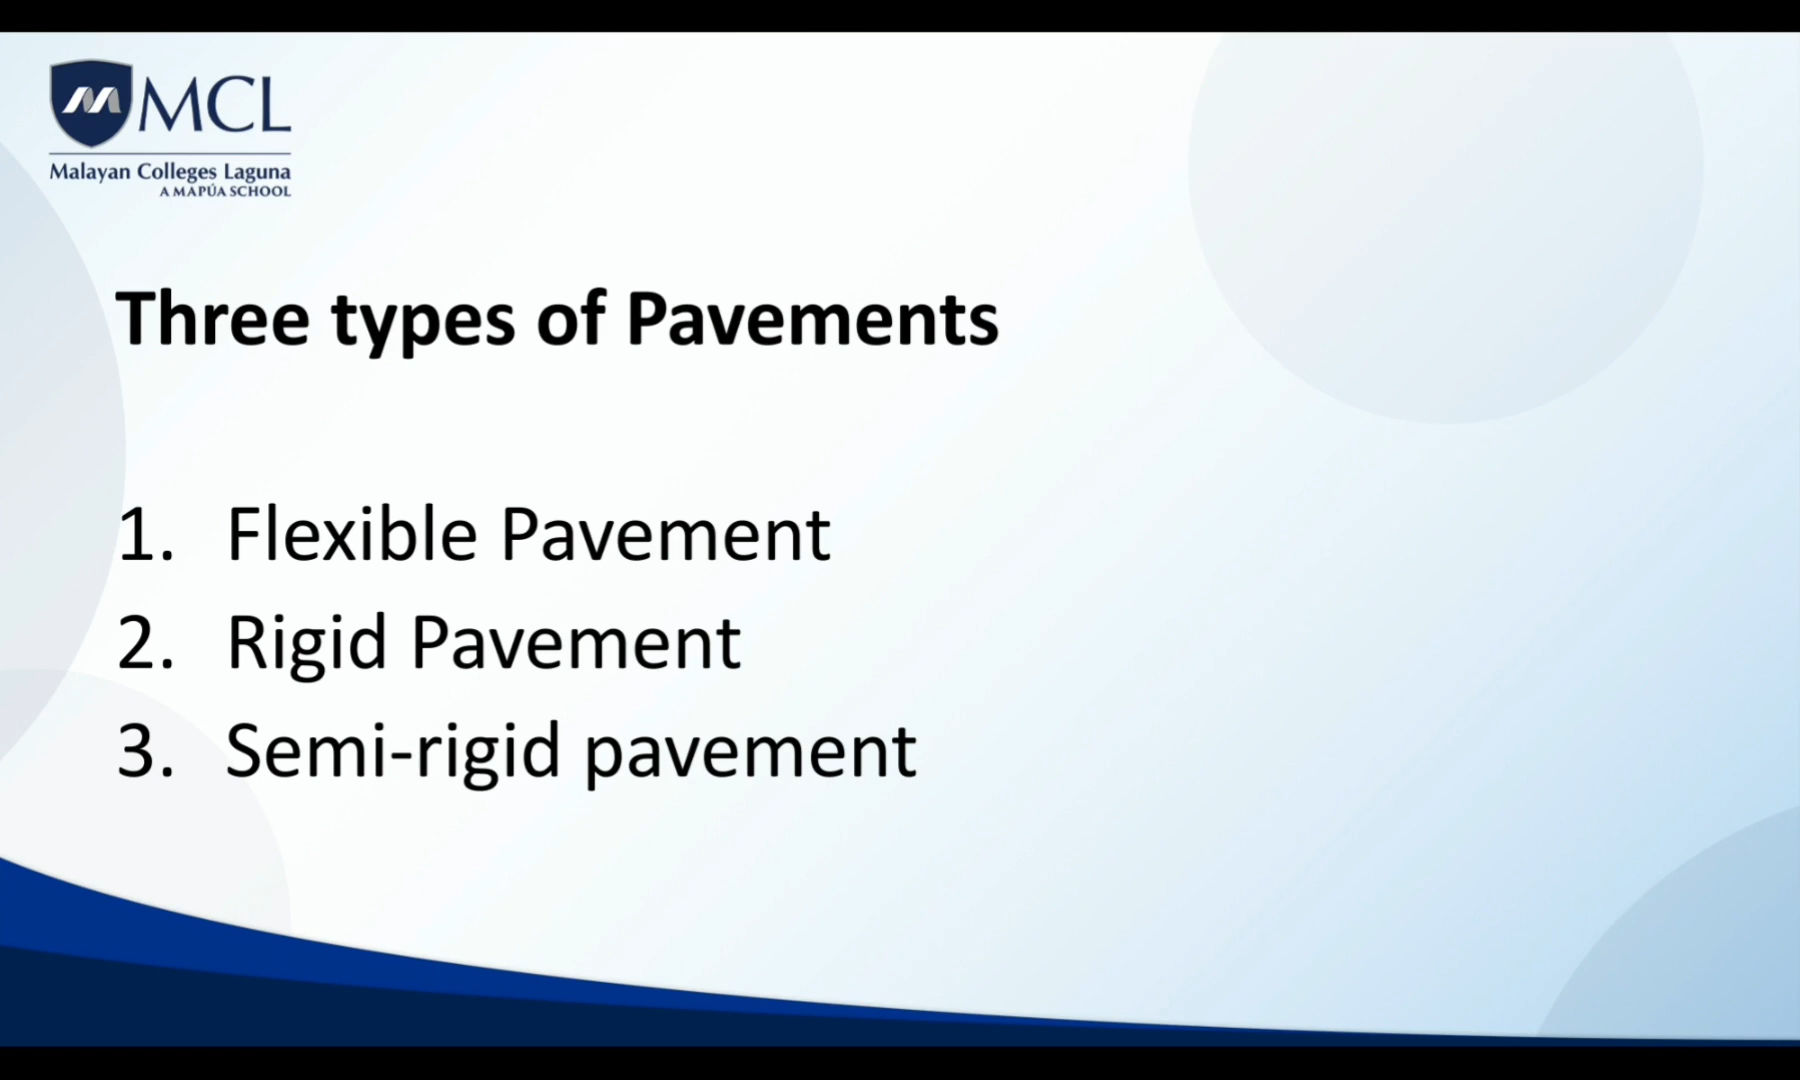 MCL
Malayan Colleges Laguna
A MAPÚA SCHOOL
Three types of Pavements
1. Flexible Pavement
2. Rigid Pavement
3. Semi-rigid pavement